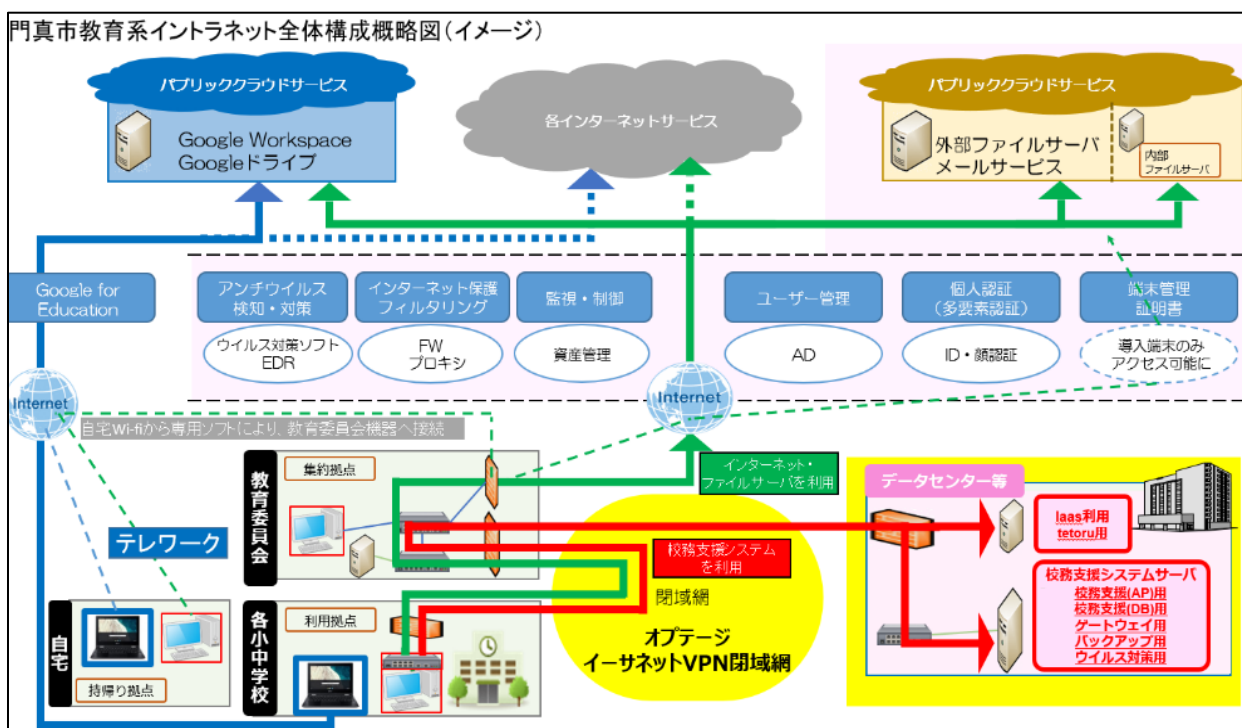 門真市教育系イントラネット全体構成概略図(イメージ)
パブリッククラウドサービス
Google Workspace
Googleドライブ
各インターネットサービス
パブリッククラウドサービス
外部ファイルサーバ
メールサービス
内部
ファイルサーバ
Google for
Education
アンチウイルス
検知・対策
ウイルス対策ソフト
EDR
インターネット保護
フィルタリング
FW
プロキシ
監視・制御
資産管理
ユーザー管理
AD
個人認証
(多要素認証)
ID・顔認証
端末管理
証明書
導入端末のみ
アクセス可能に
Internet
Internet
自宅Wi-fiから専用ソフトにより、教育委員会機器へ接続
教育委員会
集約拠点
インターネット・
ファイルサーバを利用
テレワーク
校務支援システム
を利用
閉域網
オプテージ
イーサネットVPN閉域網
データセンター等
Iaas利用
tetoru用
校務支援システムサーバ
校務支援(AP)用
校務支援(DB)用
ゲートウェイ用
バックアップ用
ウイルス対策用
自宅
持帰り拠点
各小中学校
利用拠点